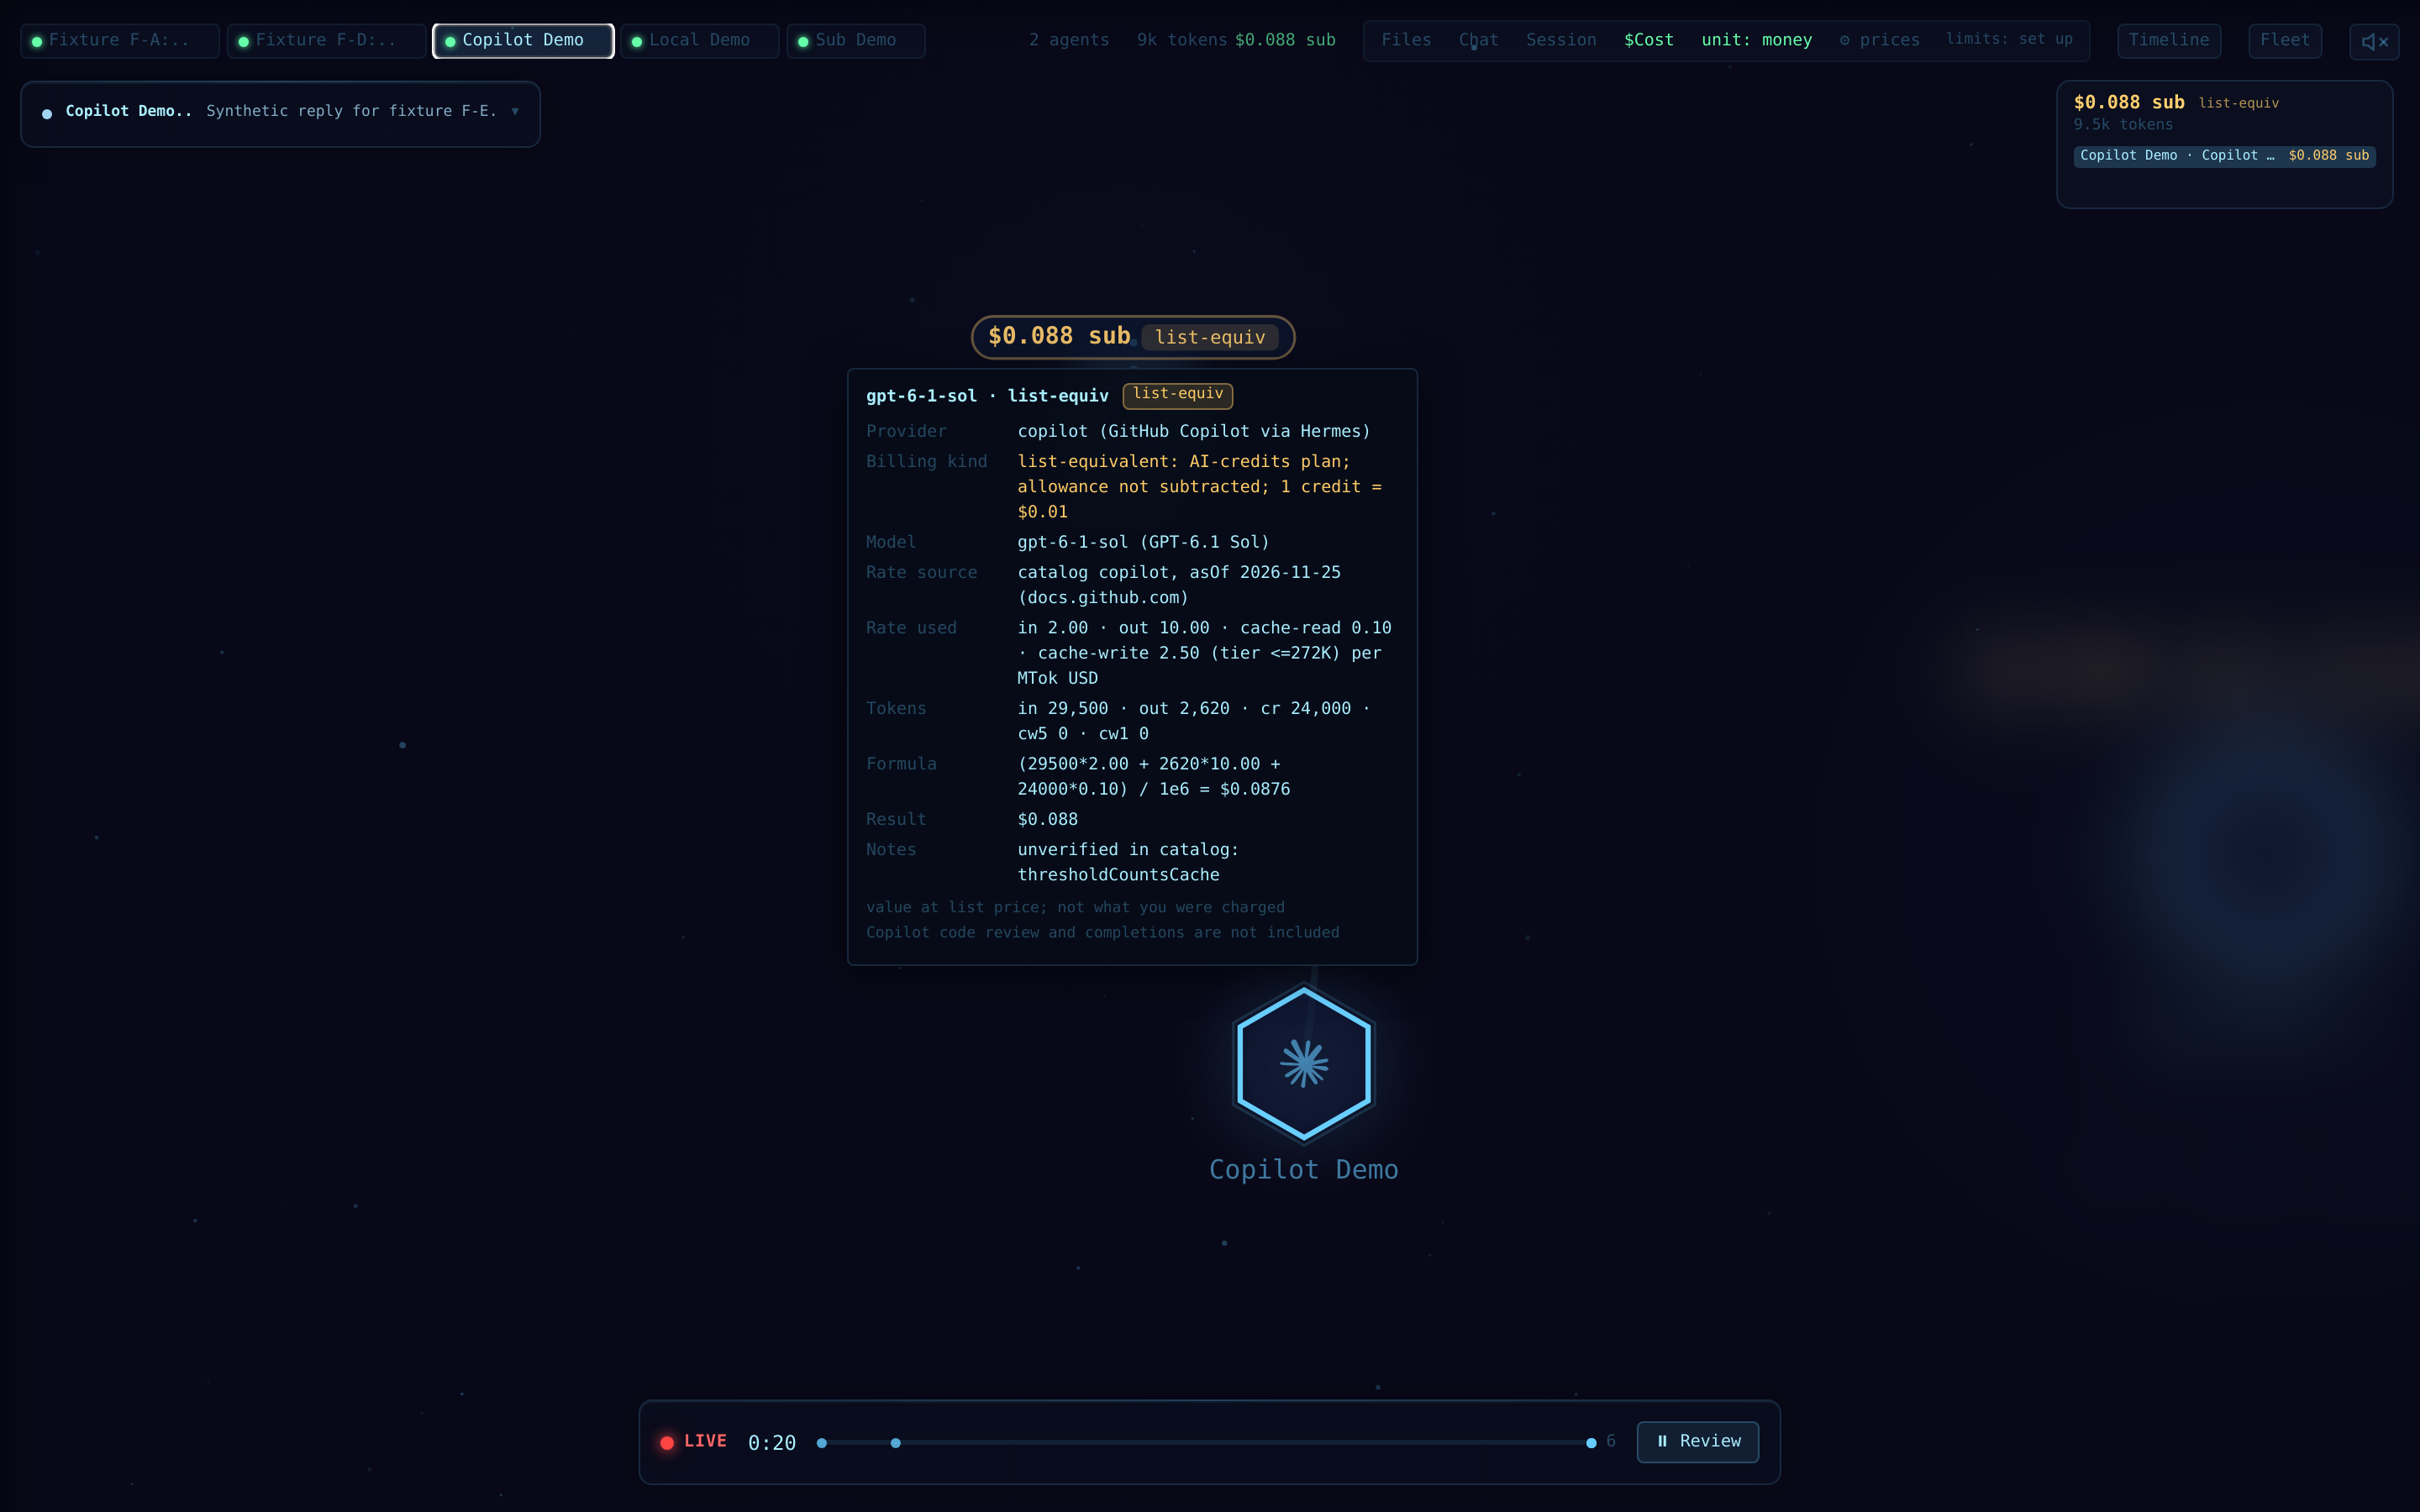 Fixture F-A:..
Fixture F-D:..
Copilot Demo
Local Demo
Sub Demo
2 agents
9k tokens $0.088 sub
Files
Chat
Session
$Cost
unit: money
⚙ prices
limits: set up
Timeline
Fleet
Copilot Demo.. Synthetic reply for fixture F-E. ▼
$0.088 sub list-equiv
9.5k tokens
Copilot Demo · Copilot … $0.088 sub
$0.088 sub list-equiv
gpt-6-1-sol · list-equiv list-equiv
Provider copilot (GitHub Copilot via Hermes)
Billing kind list-equivalent: AI-credits plan;
allowance not subtracted; 1 credit =
$0.01
Model gpt-6-1-sol (GPT-6.1 Sol)
Rate source catalog copilot, asOf 2026-11-25
(docs.github.com)
Rate used in 2.00 · out 10.00 · cache-read 0.10
· cache-write 2.50 (tier <=272K) per
MTok USD
Tokens in 29,500 · out 2,620 · cr 24,000 ·
cw5 0 · cw1 0
Formula (29500*2.00 + 2620*10.00 +
24000*0.10) / 1e6 = $0.0876
Result $0.088
Notes unverified in catalog:
thresholdCountsCache
value at list price; not what you were charged
Copilot code review and completions are not included
Copilot Demo
LIVE 0:20 6 Review